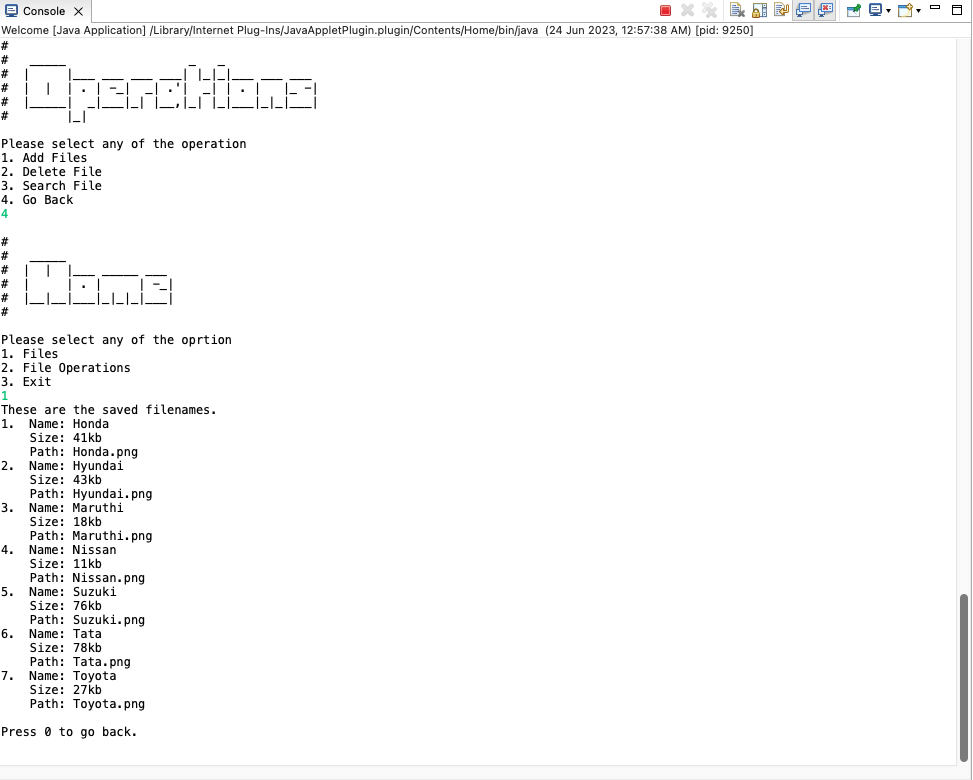 Console
Welcome [Java Application] /Library/Internet Plug-Ins/JavaAppletPlugin.plugin/Contents/Home/bin/java (24 Jun 2023, 12:57:38 AM) [pid: 9250]
#
# Operations
#
#
#
#
Please select any of the operation
1. Add Files
2. Delete File
3. Search File
4. Go Back
4
#
# Home
#
#
#
#
Please select any of the oprtion
1. Files
2. File Operations
3. Exit
1
These are the saved filenames.
1.  Name: Honda
    Size: 41kb
    Path: Honda.png
2.  Name: Hyundai
    Size: 43kb
    Path: Hyundai.png
3.  Name: Maruthi
    Size: 18kb
    Path: Maruthi.png
4.  Name: Nissan
    Size: 11kb
    Path: Nissan.png
5.  Name: Suzuki
    Size: 76kb
    Path: Suzuki.png
6.  Name: Tata
    Size: 78kb
    Path: Tata.png
7.  Name: Toyota
    Size: 27kb
    Path: Toyota.png
Press 0 to go back.